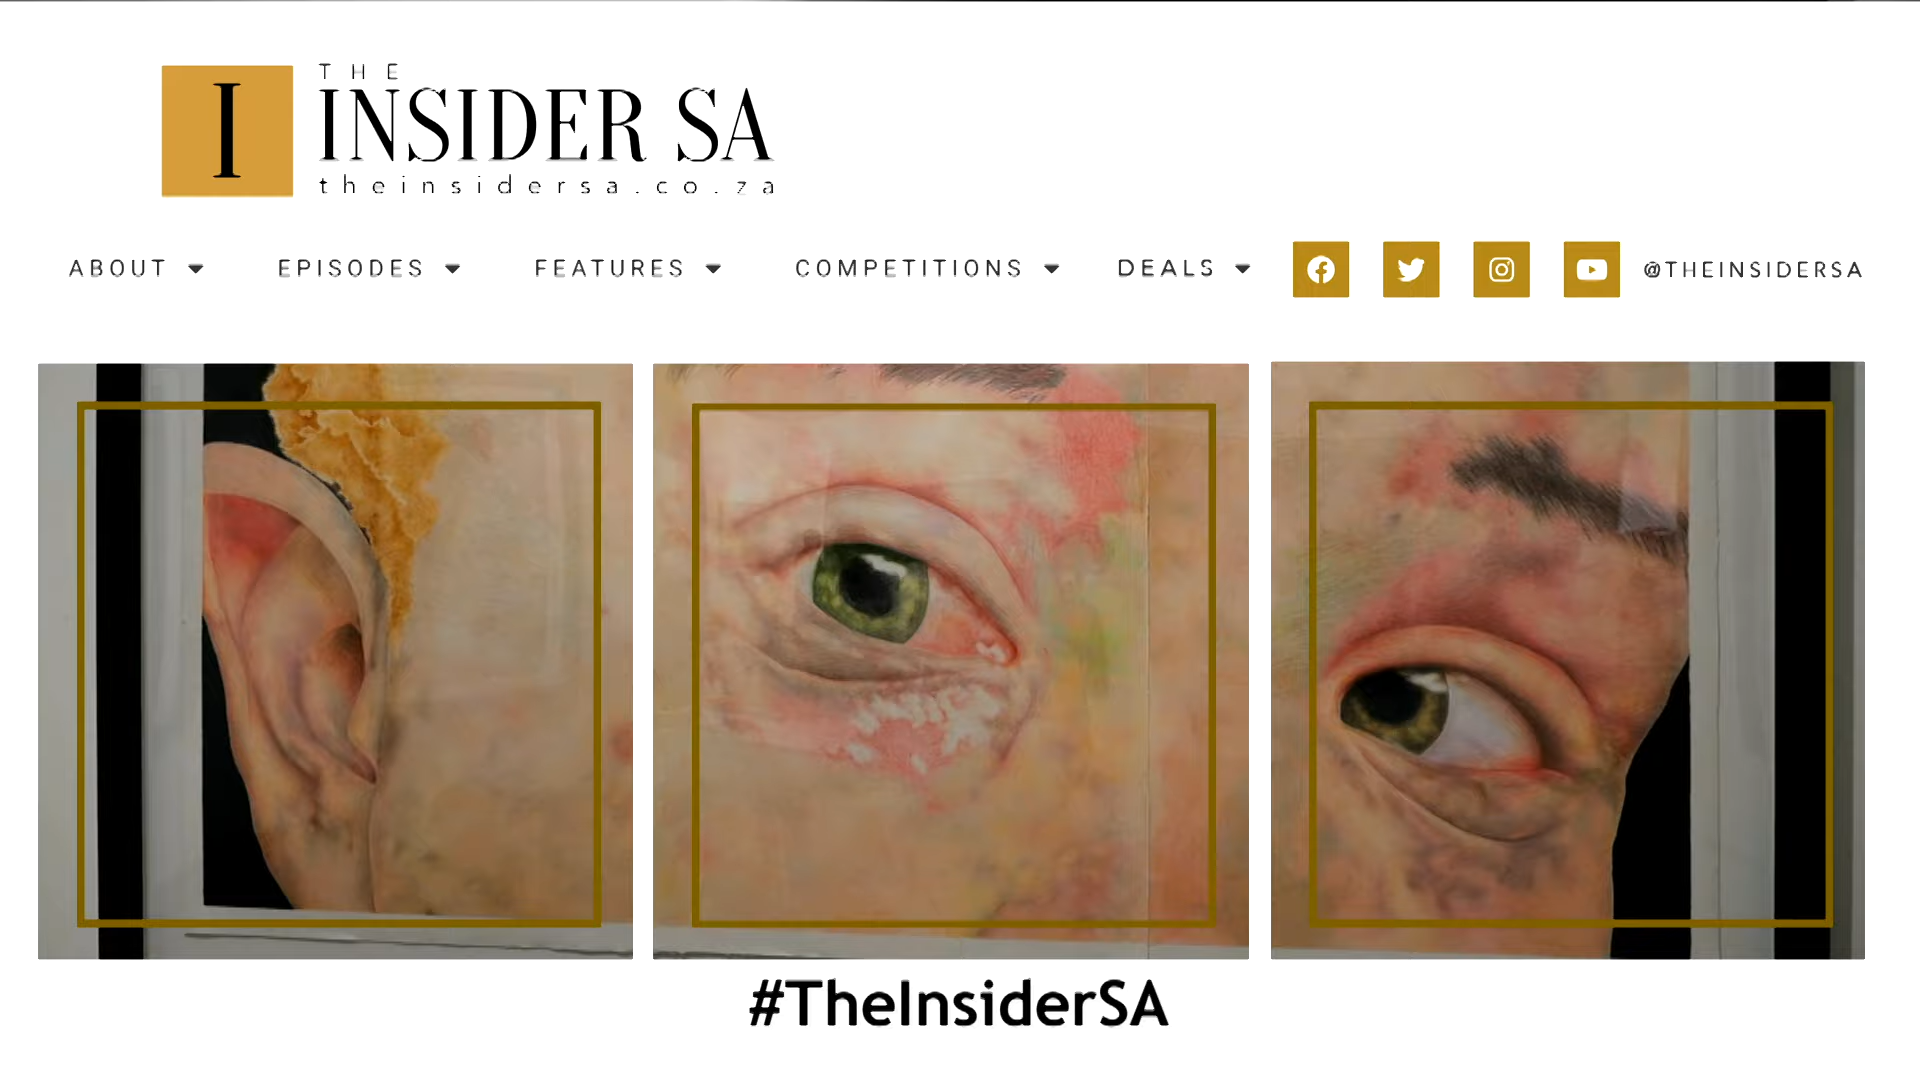 I
THE
INSIDER SA
theinsidersa.co.za
ABOUT EPISODES FEATURES COMPETITIONS DEALS @THEINSIDERSA
#TheInsiderSA